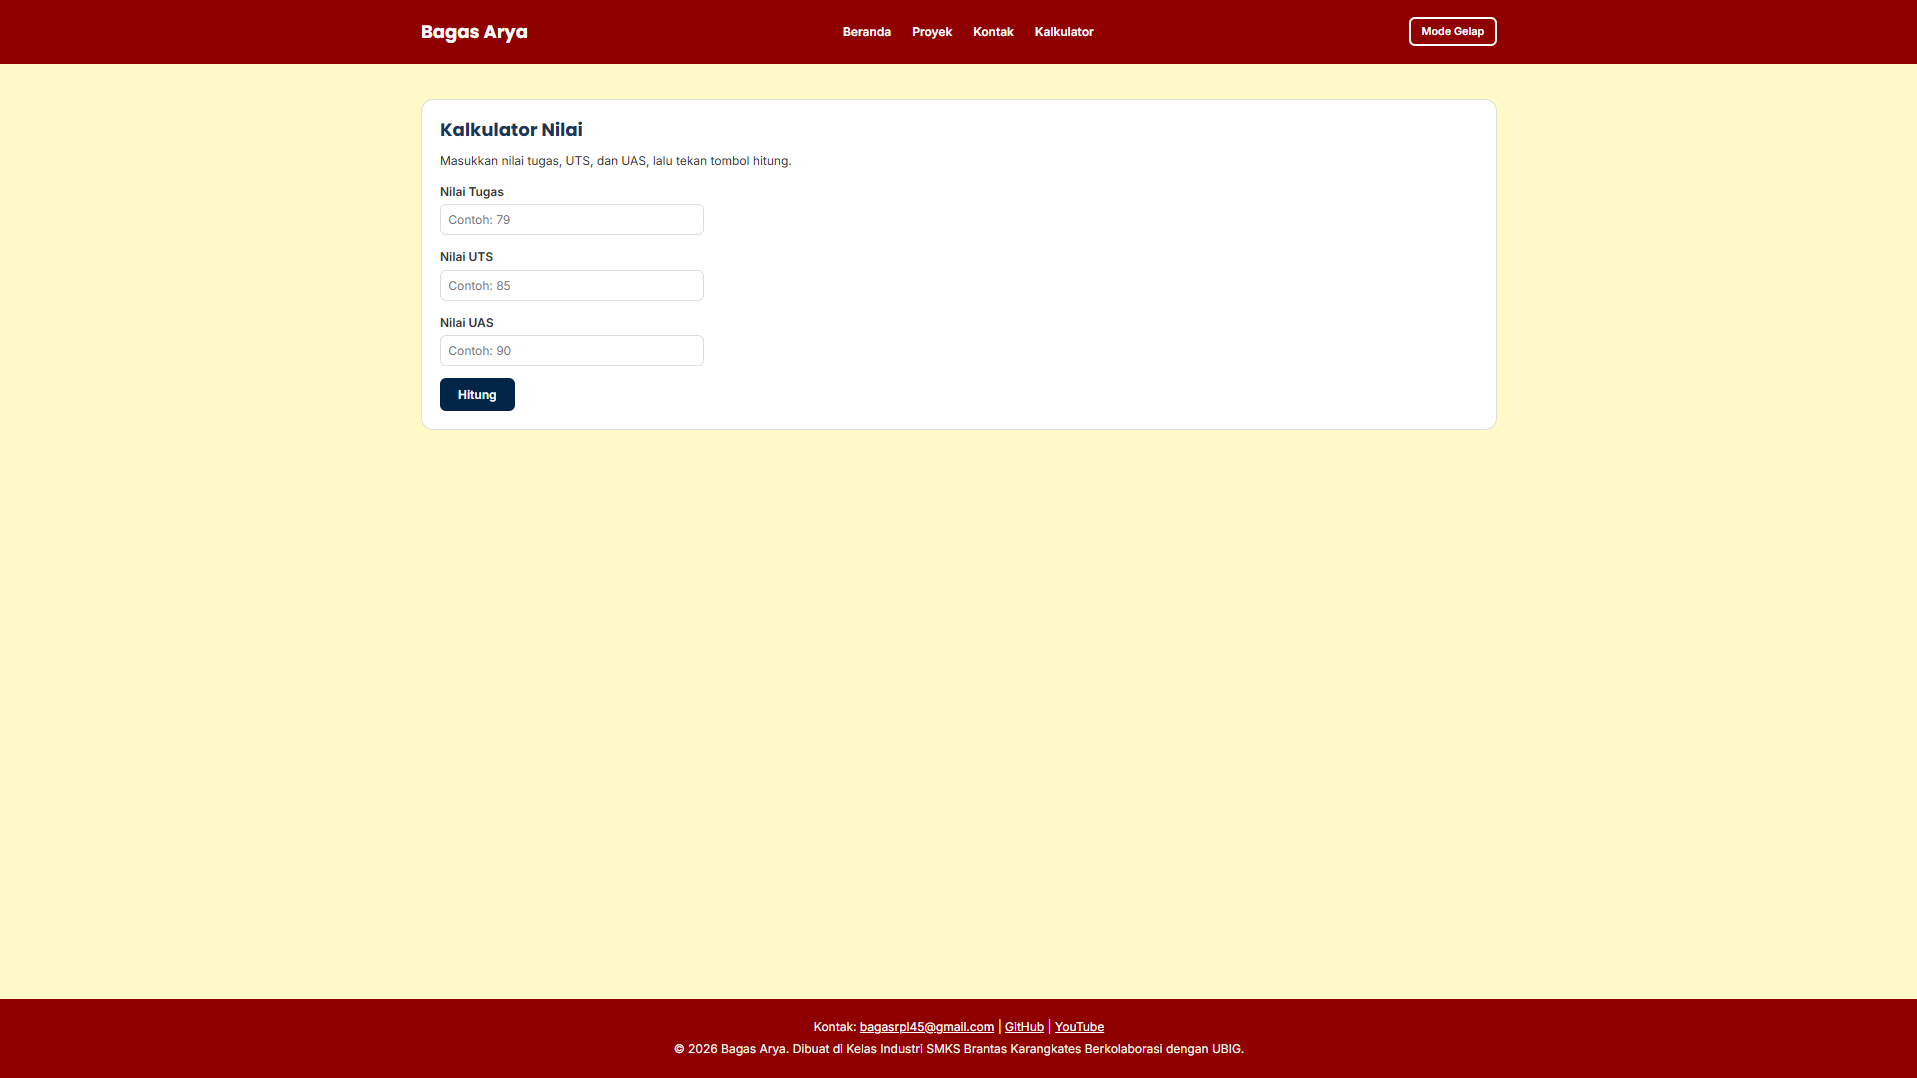 Bagas Arya
Beranda Proyek Kontak Kalkulator
Mode Gelap
Kalkulator Nilai
Masukkan nilai tugas, UTS, dan UAS, lalu tekan tombol hitung.
Nilai Tugas
Contoh: 79
Nilai UTS
Contoh: 85
Nilai UAS
Contoh: 90
Hitung
Kontak: bagasrpl45@gmail.com | GitHub | YouTube
© 2026 Bagas Arya. Dibuat di Kelas Industri SMKS Brantas Karangkates Berkolaborasi dengan UBIG.